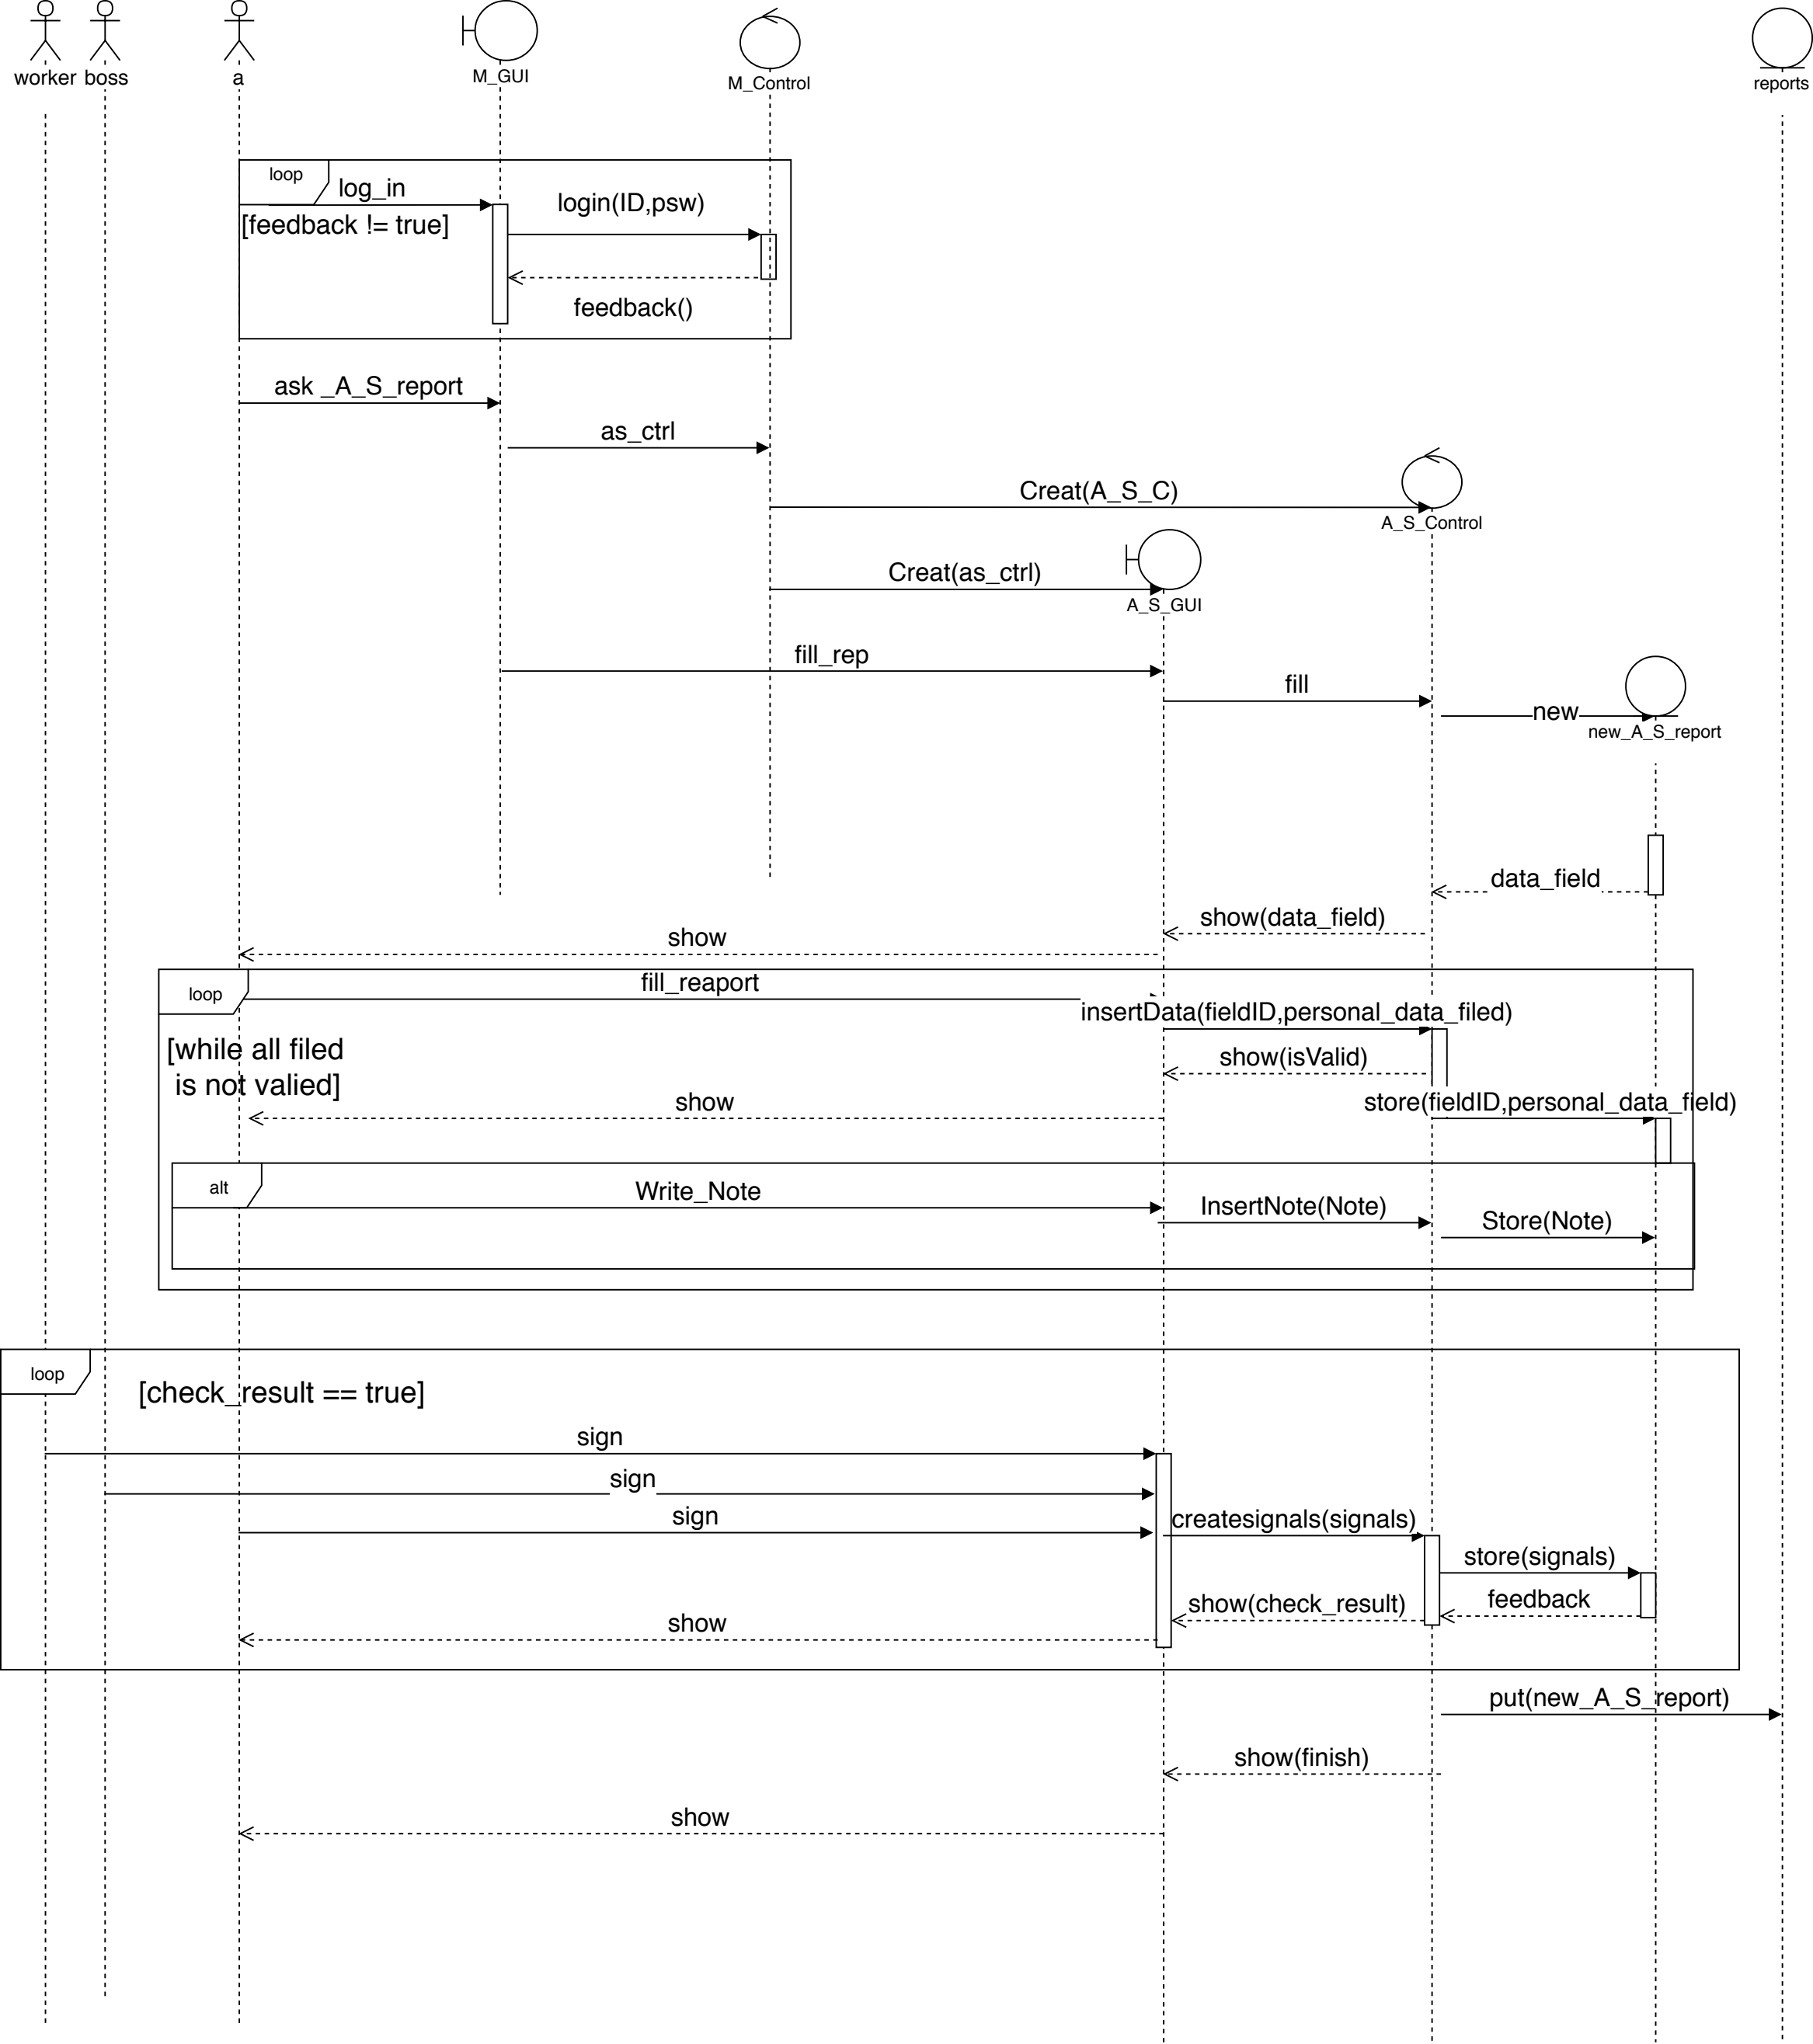 worker
boss
a
M_GUI
M_Control
reports
loop
log_in
login(ID,psw)
[feedback != true]
feedback()
ask _A_S_report
as_ctrl
Creat(A_S_C)
A_S_Control
Creat(as_ctrl)
A_S_GUI
fill_rep
fill
new
new_A_S_report
data_field
show(data_field)
show
loop
fill_reaport
insertData(fieldID,personal_data_filed)
[while all filed
is not valied]
show(isValid)
show
store(fieldID,personal_data_field)
alt
Write_Note
InsertNote(Note)
Store(Note)
loop
[check_result == true]
sign
sign
sign
createsignals(signals)
store(signals)
feedback
show(check_result)
show
put(new_A_S_report)
show(finish)
show